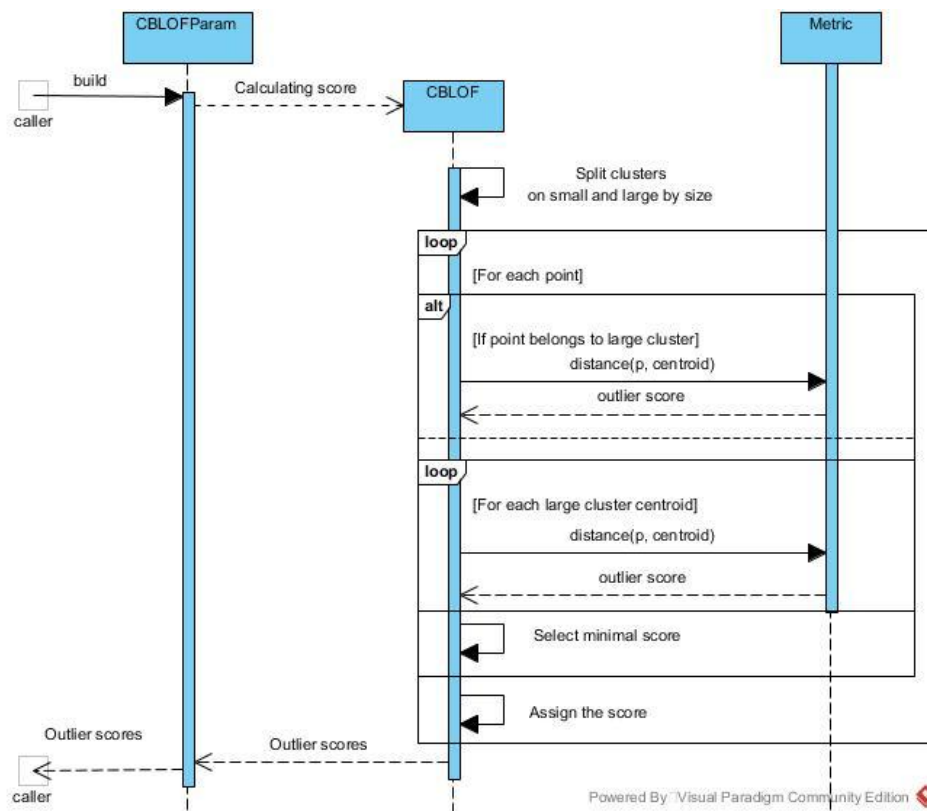 CBLOFParam
Metric
build
Calculating score
CBLOF
caller
Split clusters
on small and large by size
loop
[For each point]
alt
[If point belongs to large cluster]
distance(p, centroid)
outlier score
loop
[For each large cluster centroid]
distance(p, centroid)
outlier score
Select minimal score
Assign the score
Outlier scores
Outlier scores
caller
Powered By Visual Paradigm Community Edition